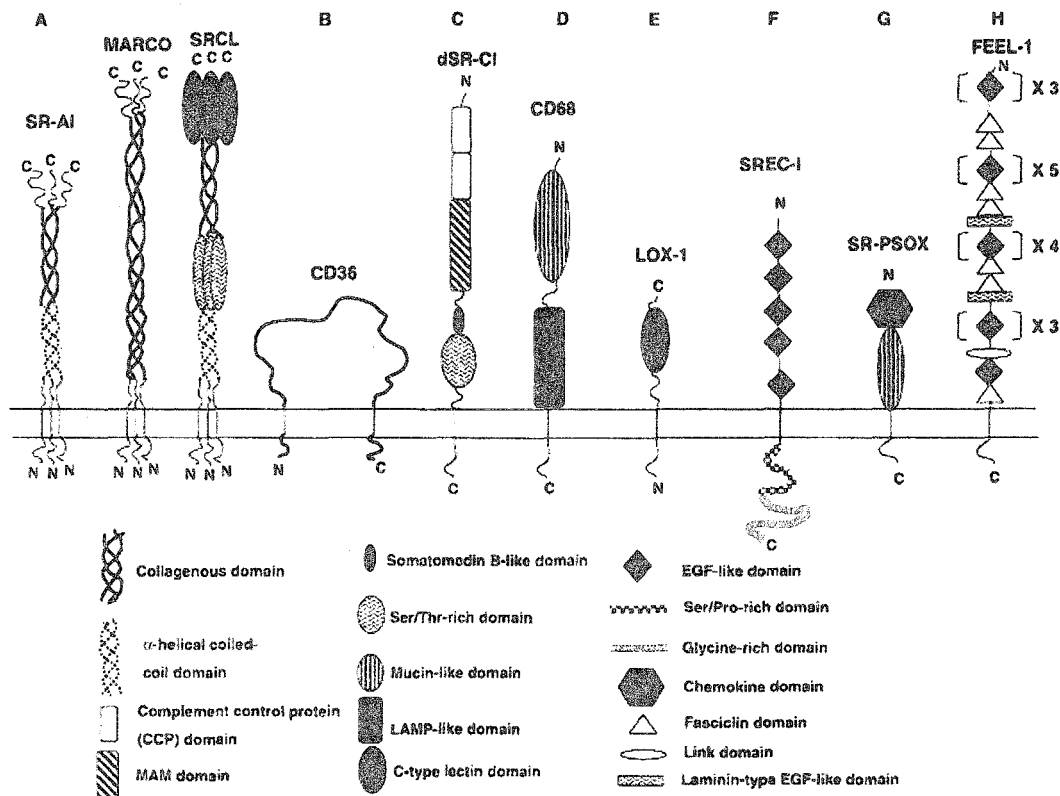 A
B
C
D
E
F
G
H
SR-AI
C C C
N N N
MARCO
C C C
N N N
SRCL
C C C
N N N
CD36
N
C
dSR-CI
N
C
CD68
N
C
LOX-1
C
N
SREC-I
N
C
SR-PSOX
N
C
FEEL-1
N
X 3
X 5
X 4
X 3
C
Collagenous domain
α-helical coiled-
coil domain
Complement control protein
(CCP) domain
MAM domain
Somatomedin B-like domain
Ser/Thr-rich domain
Mucin-like domain
LAMP-like domain
C-type lectin domain
EGF-like domain
Ser/Pro-rich domain
Glycine-rich domain
Chemokine domain
Fasciclin domain
Link domain
Laminin-type EGF-like domain